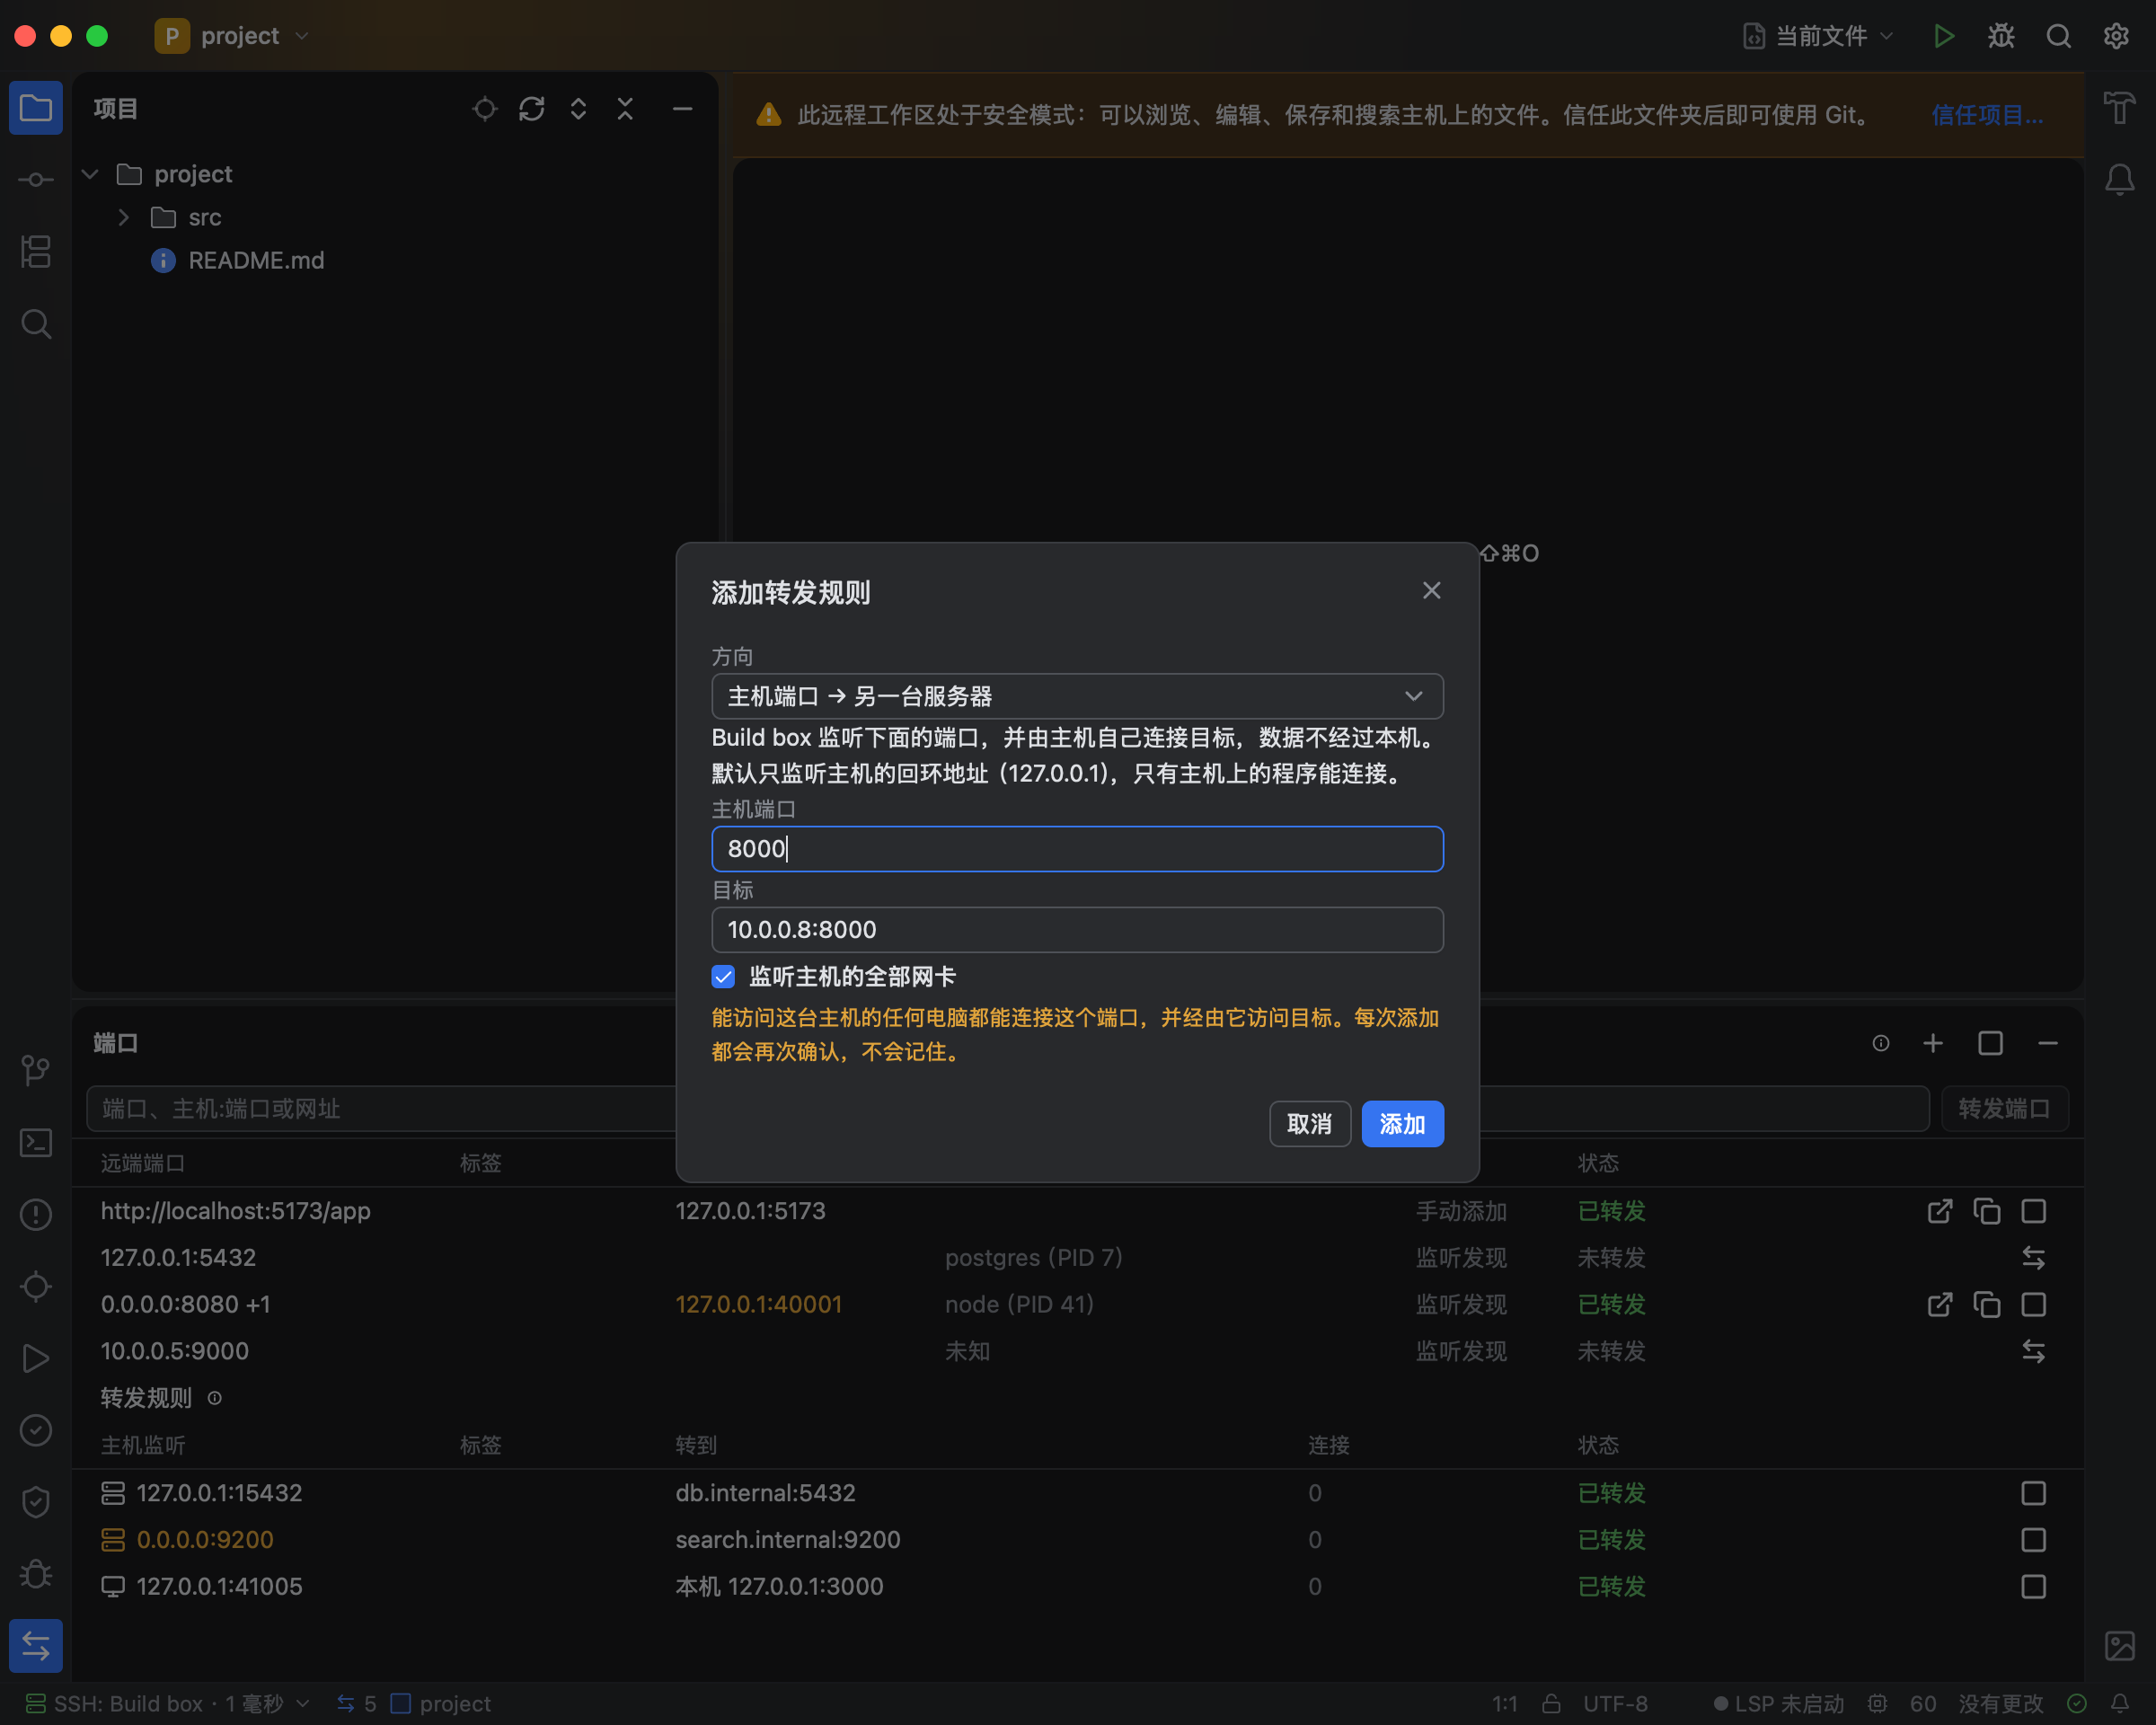 P project
当前文件
项目
此远程工作区处于安全模式：可以浏览、编辑、保存和搜索主机上的文件。信任此文件夹后即可使用 Git。 信任项目...
project
src
README.md
⇧⌘O
添加转发规则
方向
主机端口 → 另一台服务器
Build box 监听下面的端口，并由主机自己连接目标，数据不经过本机。
默认只监听主机的回环地址（127.0.0.1），只有主机上的程序能连接。
主机端口
8000
目标
10.0.0.8:8000
监听主机的全部网卡
能访问这台主机的任何电脑都能连接这个端口，并经由它访问目标。每次添加
都会再次确认，不会记住。
取消 添加
端口
端口、主机:端口或网址 转发端口
远端端口 标签 状态
http://localhost:5173/app 127.0.0.1:5173 手动添加 已转发
127.0.0.1:5432 postgres (PID 7) 监听发现 未转发
0.0.0.0:8080 +1 127.0.0.1:40001 node (PID 41) 监听发现 已转发
10.0.0.5:9000 未知 监听发现 未转发
转发规则
主机监听 标签 转到 连接 状态
127.0.0.1:15432 db.internal:5432 0 已转发
0.0.0.0:9200 search.internal:9200 0 已转发
127.0.0.1:41005 本机 127.0.0.1:3000 0 已转发
SSH: Build box · 1 毫秒 5 project 1:1 UTF-8 LSP 未启动 60 没有更改